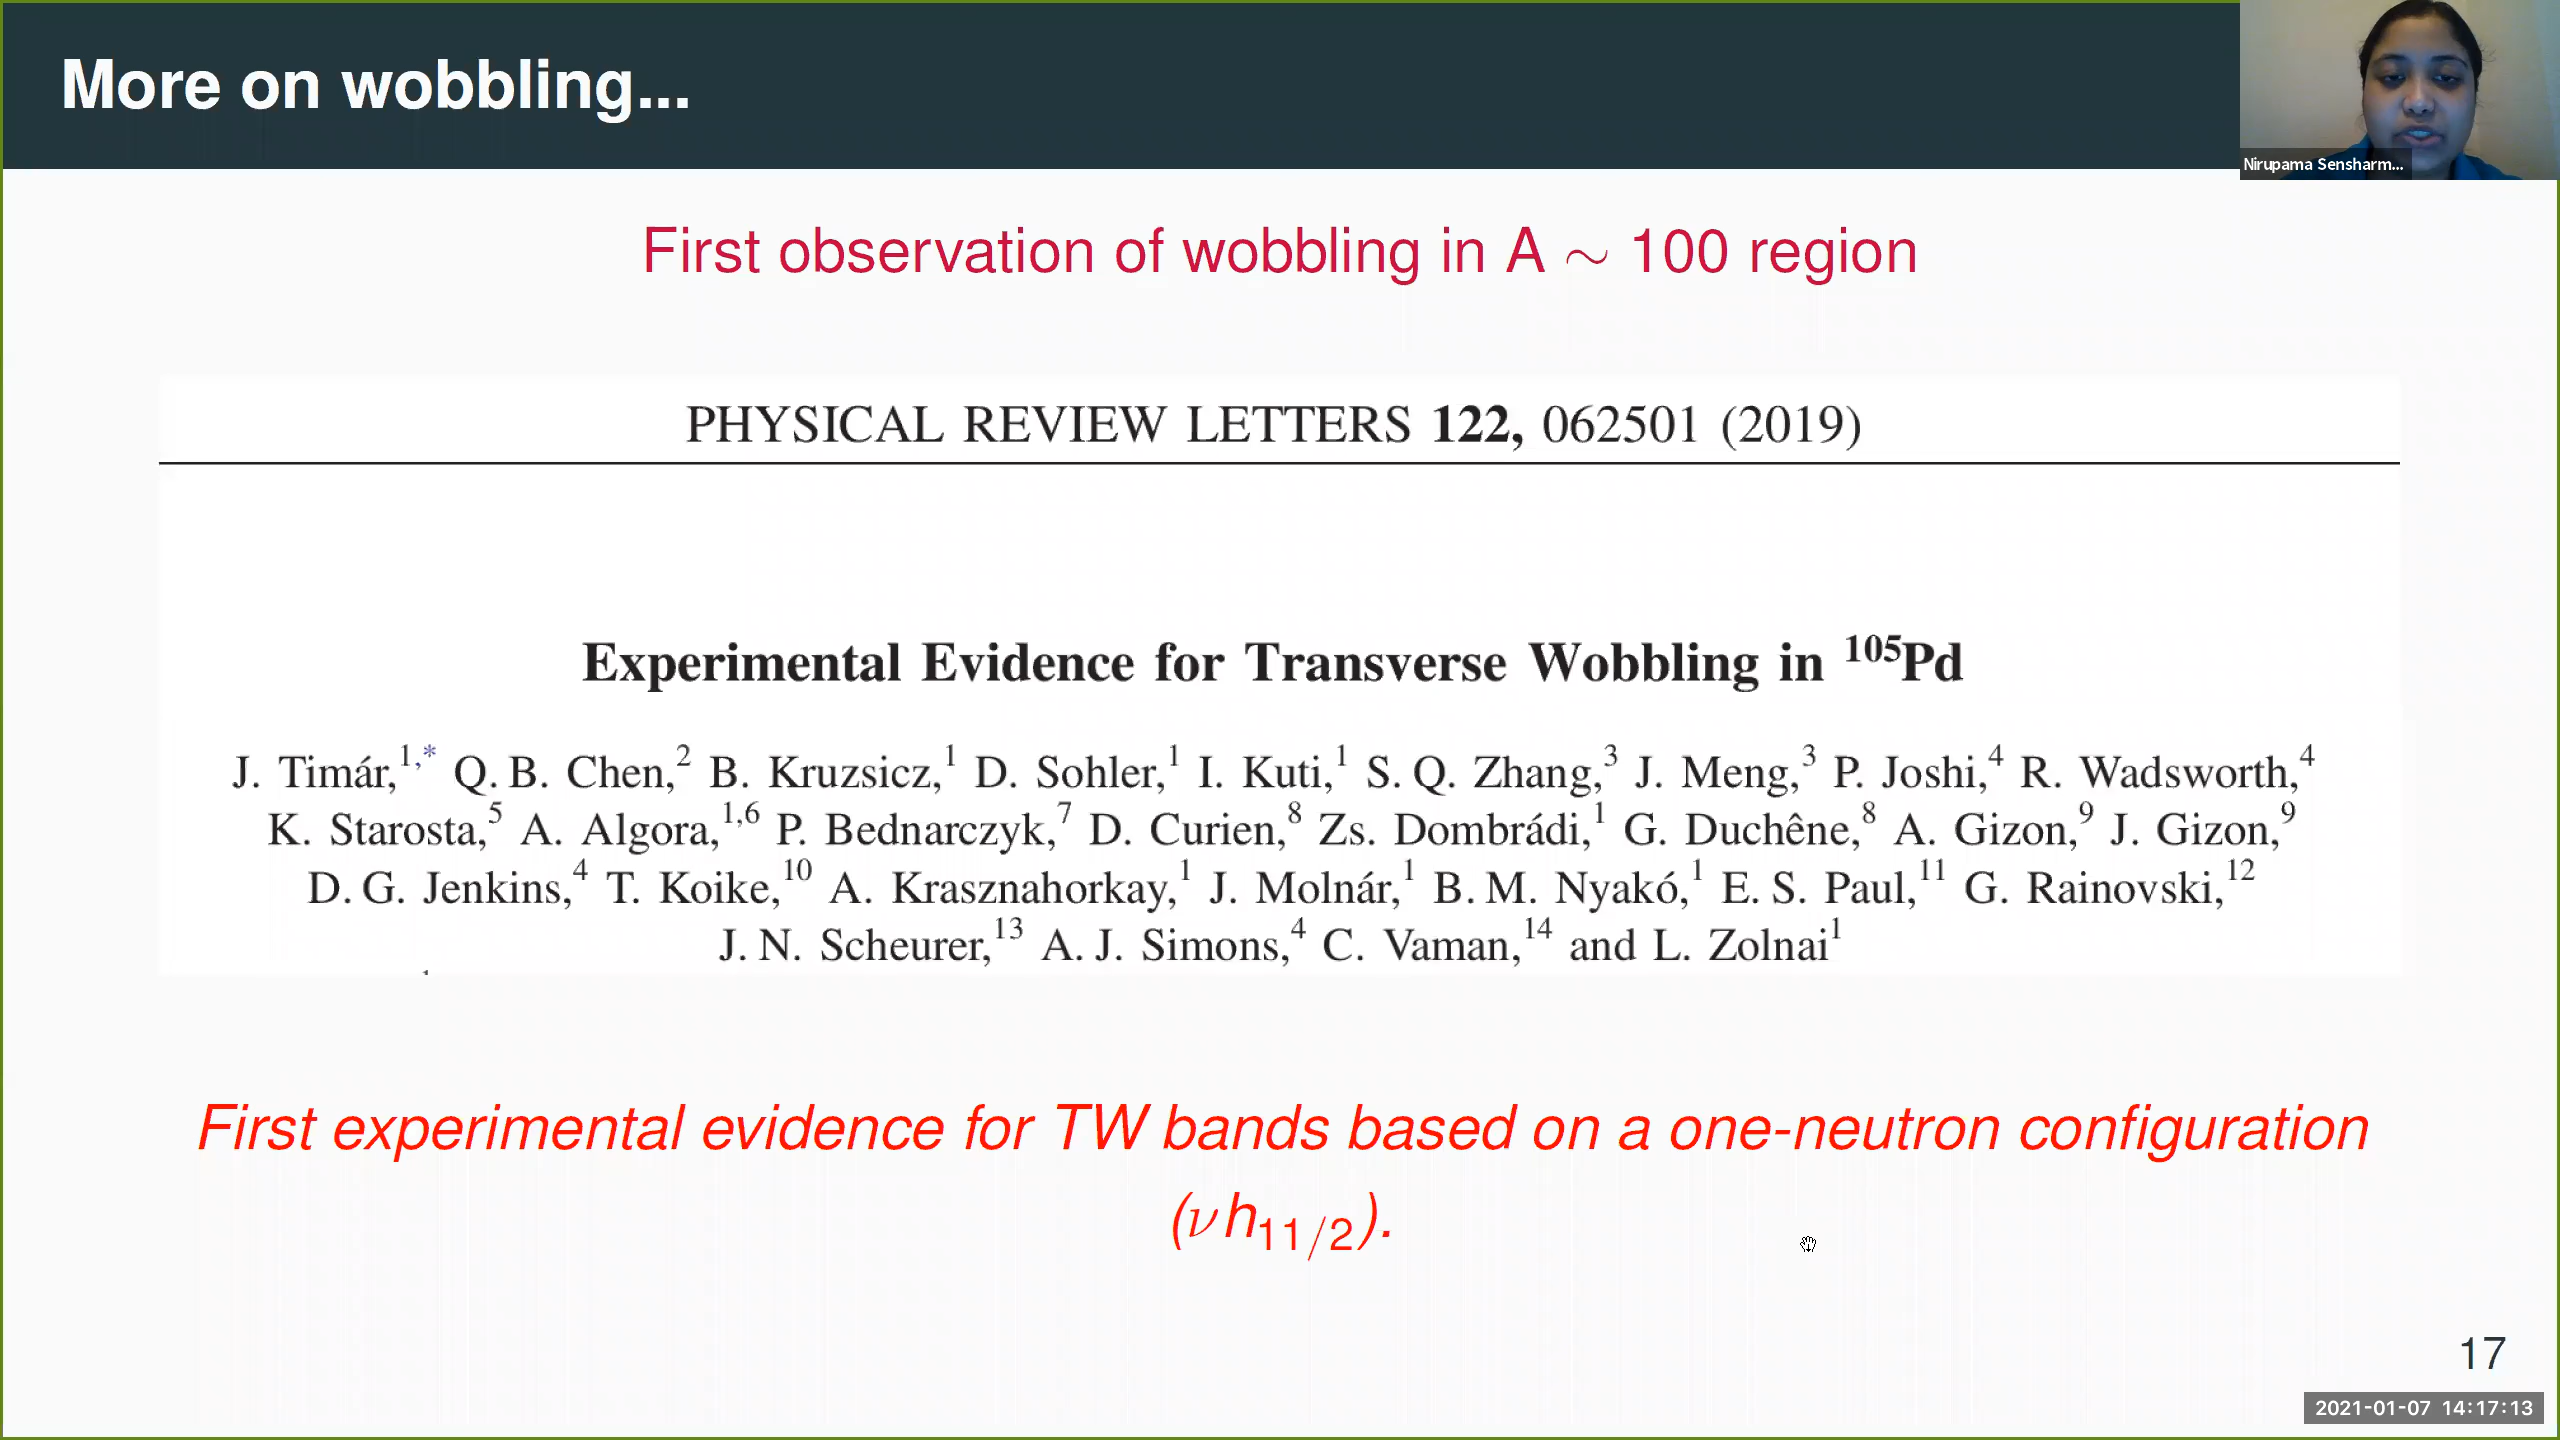 More on wobbling...
Nirupama Sensharm...
First observation of wobbling in A ∼ 100 region
PHYSICAL REVIEW LETTERS 122, 062501 (2019)
Experimental Evidence for Transverse Wobbling in ¹⁰⁵Pd
J. Timár,¹,* Q. B. Chen,² B. Kruzsicz,¹ D. Sohler,¹ I. Kuti,¹ S. Q. Zhang,³ J. Meng,³ P. Joshi,⁴ R. Wadsworth,⁴
K. Starosta,⁵ A. Algora,¹,⁶ P. Bednarczyk,⁷ D. Curien,⁸ Zs. Dombrádi,¹ G. Duchêne,⁸ A. Gizon,⁹ J. Gizon,⁹
D. G. Jenkins,⁴ T. Koike,¹⁰ A. Krasznahorkay,¹ J. Molnár,¹ B. M. Nyakó,¹ E. S. Paul,¹¹ G. Rainovski,¹²
J. N. Scheurer,¹³ A. J. Simons,⁴ C. Vaman,¹⁴ and L. Zolnai¹
First experimental evidence for TW bands based on a one-neutron configuration
(νh₁₁/₂).
17
2021-01-07 14:17:13